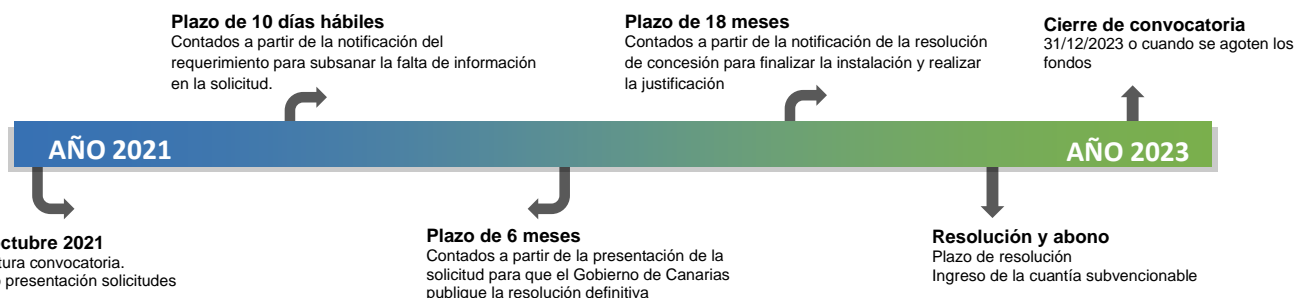 Plazo de 10 días hábiles
Contados a partir de la notificación del
requerimiento para subsanar la falta de información
en la solicitud.
Plazo de 18 meses
Contados a partir de la notificación de la resolución
de concesión para finalizar la instalación y realizar
la justificación
Cierre de convocatoria
31/12/2023 o cuando se agoten los
fondos
AÑO 2021
AÑO 2023
octubre 2021
tura convocatoria.
presentación solicitudes
Plazo de 6 meses
Contados a partir de la presentación de la
solicitud para que el Gobierno de Canarias
publique la resolución definitiva
Resolución y abono
Plazo de resolución
Ingreso de la cuantía subvencionable